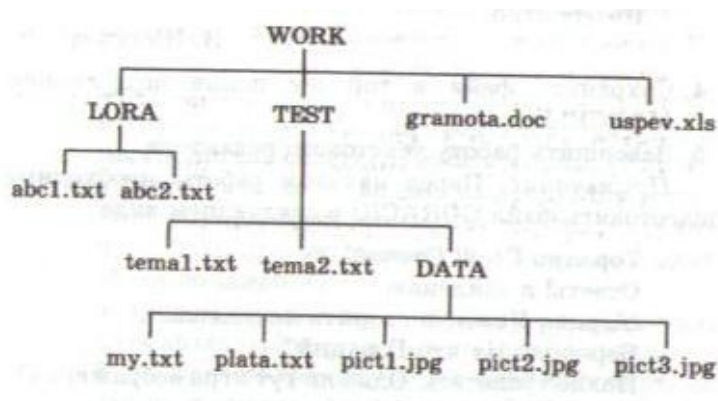 WORK
LORA TEST gramota.doc uspev.xls
abc1.txt abc2.txt
tema1.txt tema2.txt DATA
my.txt plata.txt pict1.jpg pict2.jpg pict3.jpg